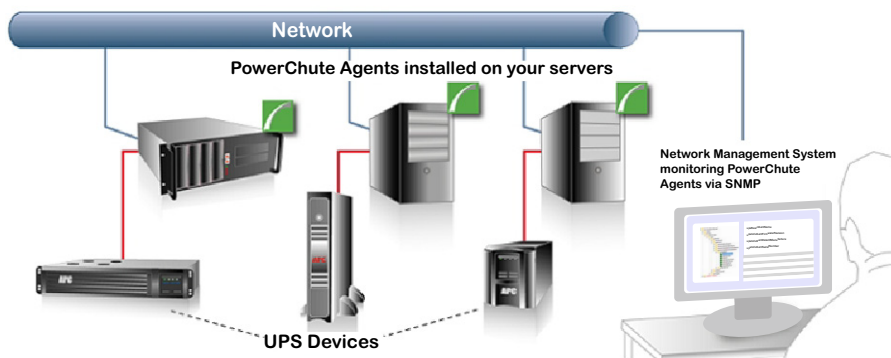 Network
PowerChute Agents installed on your servers
Network Management System
monitoring PowerChute
Agents via SNMP
APC
APC
APC
UPS Devices